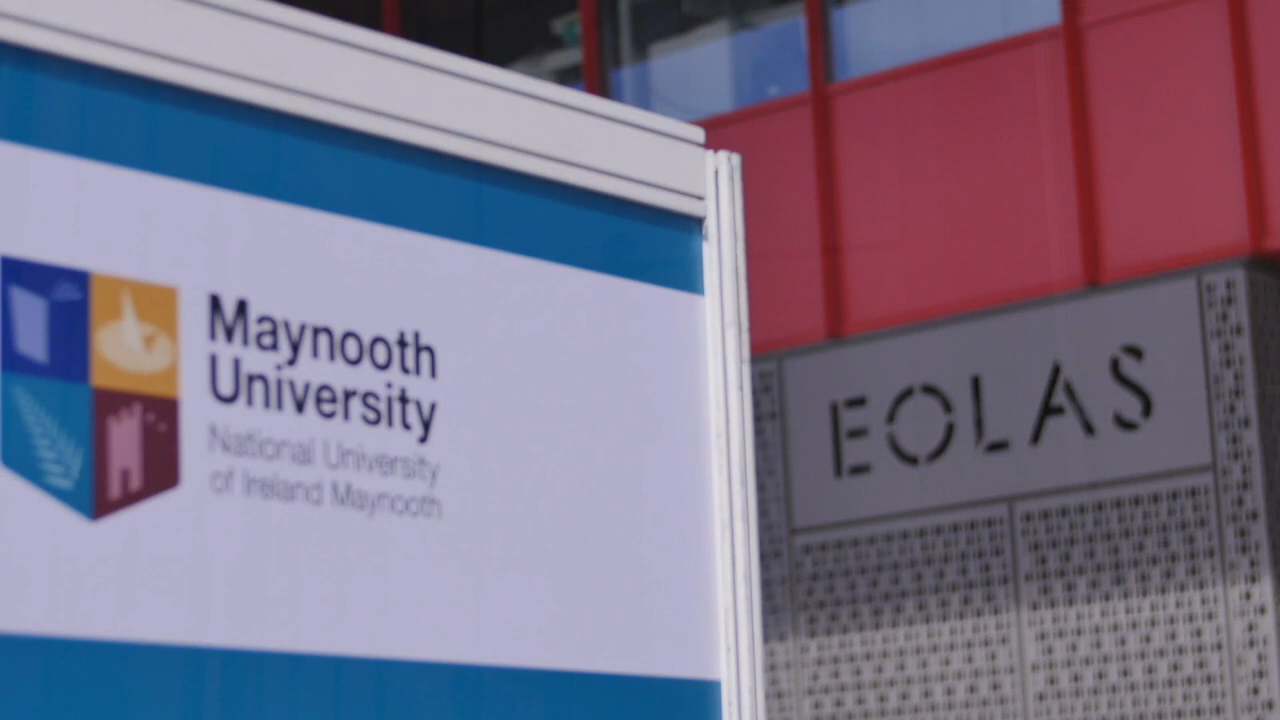 Maynooth
University
National University
of Ireland Maynooth
EOLAS